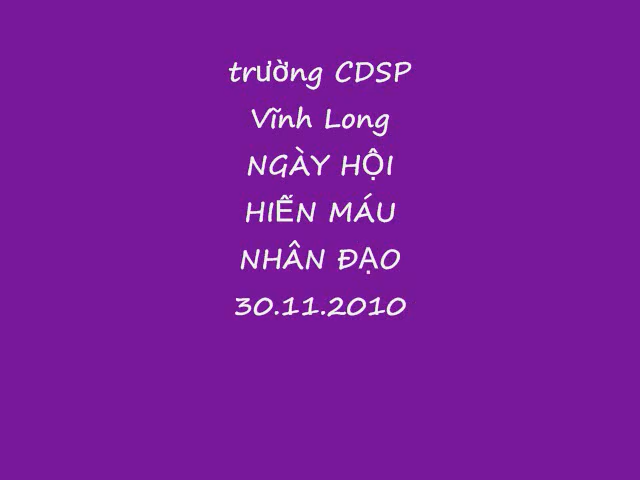 trường CDSP
Vĩnh Long
NGÀY HỘI
HIẾN MÁU
NHÂN ĐẠO
30.11.2010